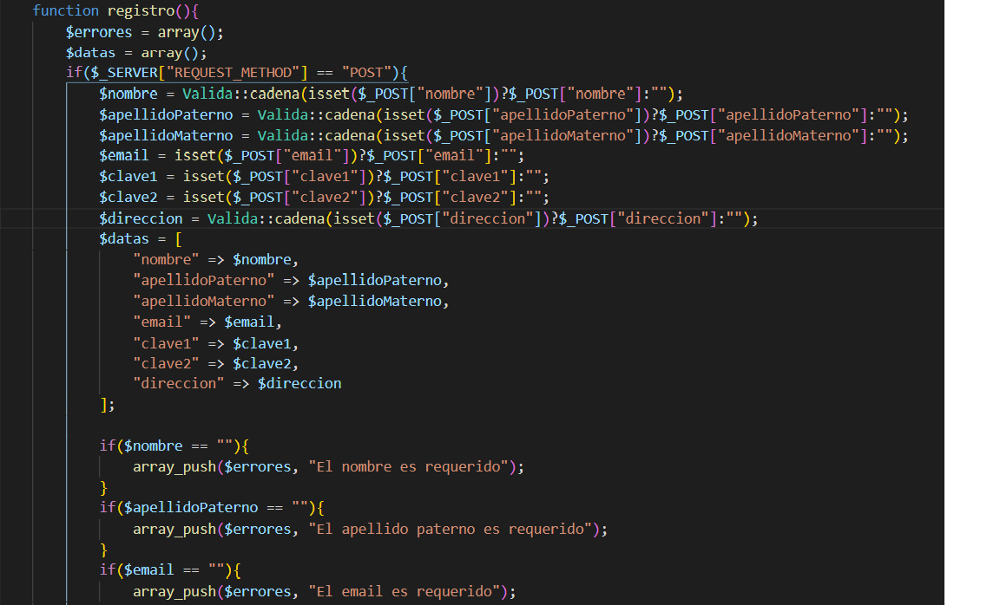 function registro(){
$errores = array();
$datas = array();
if($_SERVER["REQUEST_METHOD"] == "POST"){
$nombre = Valida::cadena(isset($_POST["nombre"])?$_POST["nombre"]:"");
$apellidoPaterno = Valida::cadena(isset($_POST["apellidoPaterno"])?$_POST["apellidoPaterno"]:"");
$apellidoMaterno = Valida::cadena(isset($_POST["apellidoMaterno"])?$_POST["apellidoMaterno"]:"");
$email = isset($_POST["email"])?$_POST["email"]:"";
$clave1 = isset($_POST["clave1"])?$_POST["clave1"]:"";
$clave2 = isset($_POST["clave2"])?$_POST["clave2"]:"";
$direccion = Valida::cadena(isset($_POST["direccion"])?$_POST["direccion"]:"");
$datas = [
"nombre" => $nombre,
"apellidoPaterno" => $apellidoPaterno,
"apellidoMaterno" => $apellidoMaterno,
"email" => $email,
"clave1" => $clave1,
"clave2" => $clave2,
"direccion" => $direccion
];
if($nombre == ""){
array_push($errores, "El nombre es requerido");
}
if($apellidoPaterno == ""){
array_push($errores, "El apellido paterno es requerido");
}
if($email == ""){
array_push($errores, "El email es requerido");